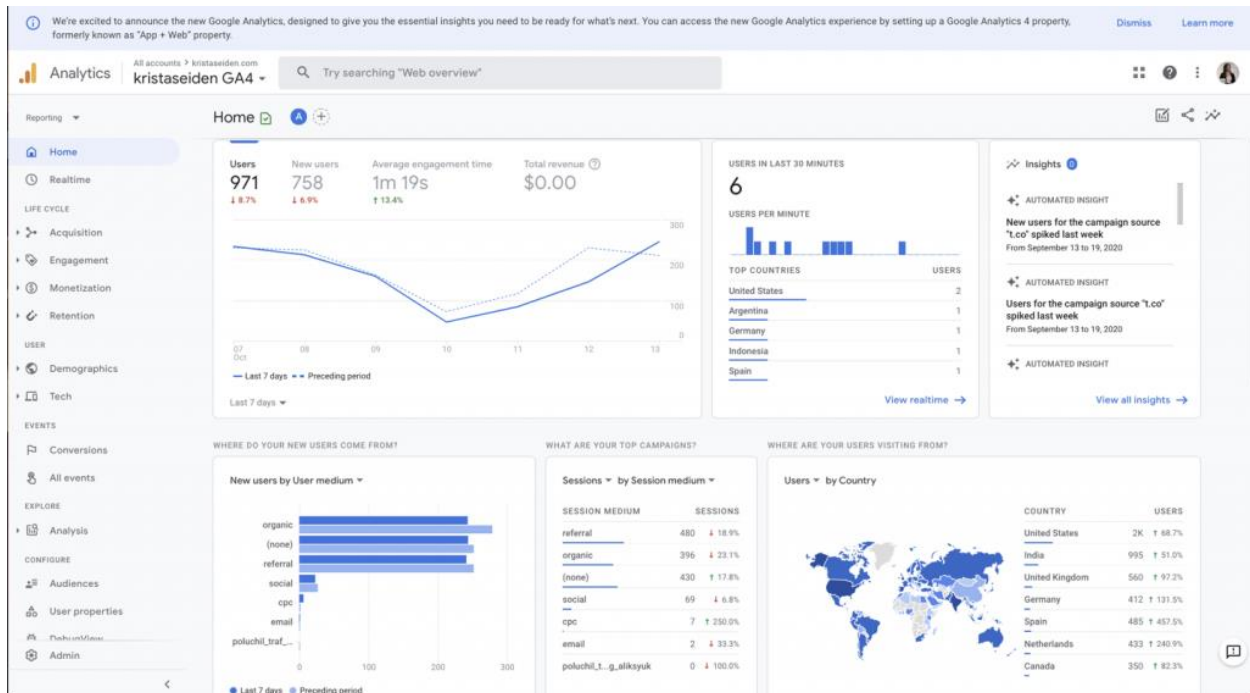 We're excited to announce the new Google Analytics, designed to give you the essential insights you need to be ready for what's next. You can access the new Google Analytics experience by setting up a Google Analytics 4 property,
formerly known as "App + Web" property.
Dismiss
Learn more
Analytics
All accounts > kristaseiden.com
kristaseiden GA4
Try searching "Web overview"
Reporting
Home
Realtime
LIFE CYCLE
Acquisition
Engagement
Monetization
Retention
USER
Demographics
Tech
EVENTS
Conversions
All events
EXPLORE
Analysis
CONFIGURE
Audiences
User properties
DebugView
Admin
Home
A
Users
971
↓ 8.7%
New users
758
↓ 6.9%
Average engagement time
1m 19s
↑ 13.4%
Total revenue
$0.00
300
200
100
0
07
Oct
08
09
10
11
12
13
Last 7 days
Preceding period
Last 7 days
USERS IN LAST 30 MINUTES
6
USERS PER MINUTE
TOP COUNTRIES USERS
United States 2
Argentina 1
Germany 1
Indonesia 1
Spain 1
View realtime →
Insights 0
AUTOMATED INSIGHT
New users for the campaign source
"t.co" spiked last week
From September 13 to 19, 2020
AUTOMATED INSIGHT
Users for the campaign source "t.co"
spiked last week
From September 13 to 19, 2020
AUTOMATED INSIGHT
View all insights →
WHERE DO YOUR NEW USERS COME FROM?
New users by User medium
organic
(none)
referral
social
cpc
email
poluchil_traf_...
0 100 200 300
Last 7 days
Preceding period
WHAT ARE YOUR TOP CAMPAIGNS?
Sessions by Session medium
SESSION MEDIUM SESSIONS
referral 480 ↓ 18.9%
organic 396 ↓ 23.1%
(none) 430 ↑ 17.8%
social 69 ↓ 6.8%
cpc 7 ↑ 250.0%
email 2 ↓ 33.3%
poluchil_t...g_aliksyuk 0 ↓ 100.0%
WHERE ARE YOUR USERS VISITING FROM?
Users by Country
COUNTRY USERS
United States 2K ↑ 68.7%
India 995 ↑ 51.0%
United Kingdom 560 ↑ 97.2%
Germany 412 ↑ 131.5%
Spain 485 ↑ 457.5%
Netherlands 433 ↑ 240.9%
Canada 350 ↑ 82.3%